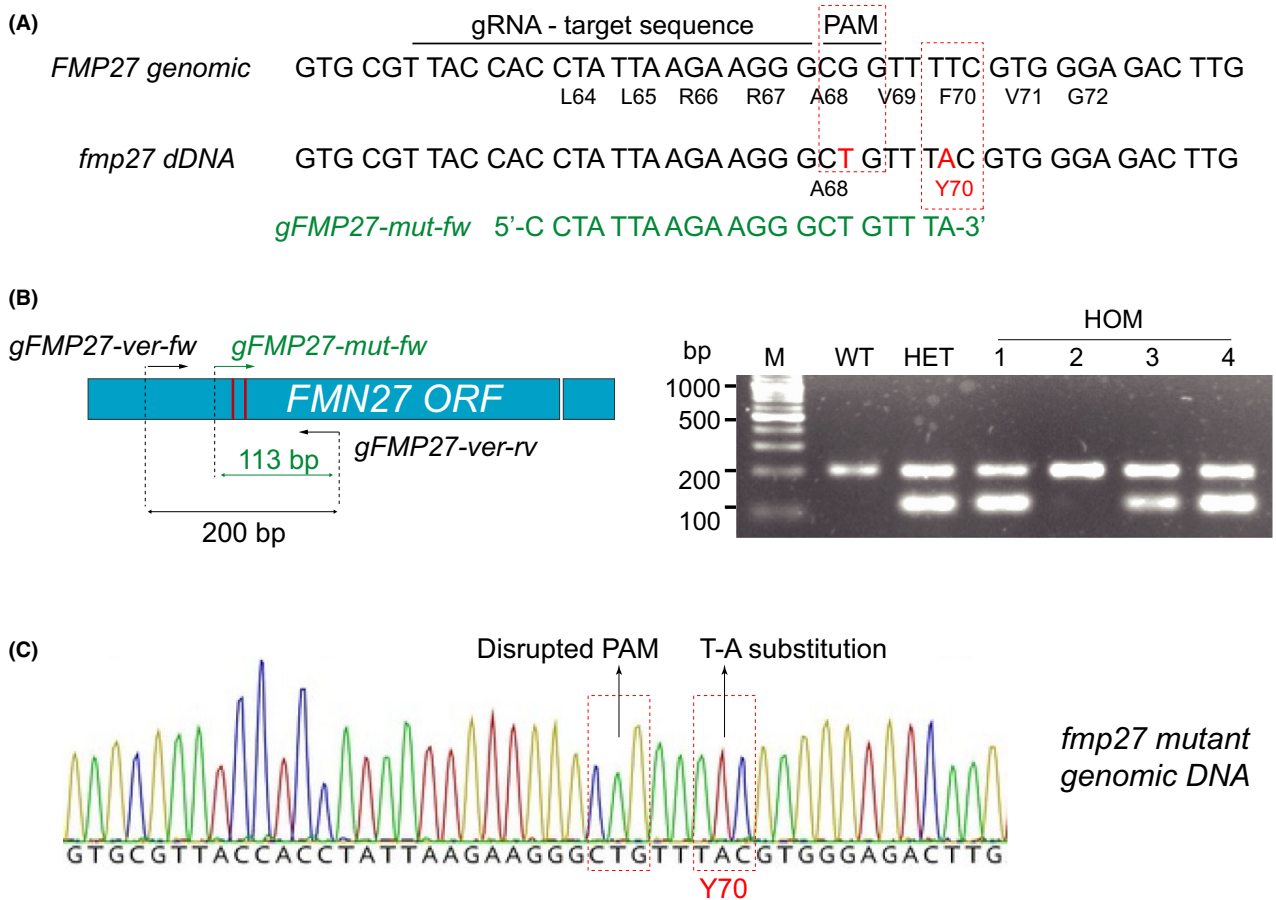 (A)
gRNA - target sequence PAM
FMP27 genomic GTG CGT TAC CAC CTA TTA AGA AGG GCG GTT TTC GTG GGA GAC TTG
L64 L65 R66 R67 A68 V69 F70 V71 G72
fmp27 dDNA GTG CGT TAC CAC CTA TTA AGA AGG GCT GTT TAC GTG GGA GAC TTG
A68 Y70
gFMP27-mut-fw 5'-C CTA TTA AGA AGG GCT GTT TA-3'
(B)
gFMP27-ver-fw gFMP27-mut-fw
FMN27 ORF
gFMP27-ver-rv
113 bp
200 bp
HOM
bp M WT HET 1 2 3 4
1000
500
200
100
(C)
Disrupted PAM T-A substitution
fmp27 mutant
genomic DNA
GTGCGTTACCACCTATTAAGAAGGGCTGTTTACGTGGGAGACTTG
Y70